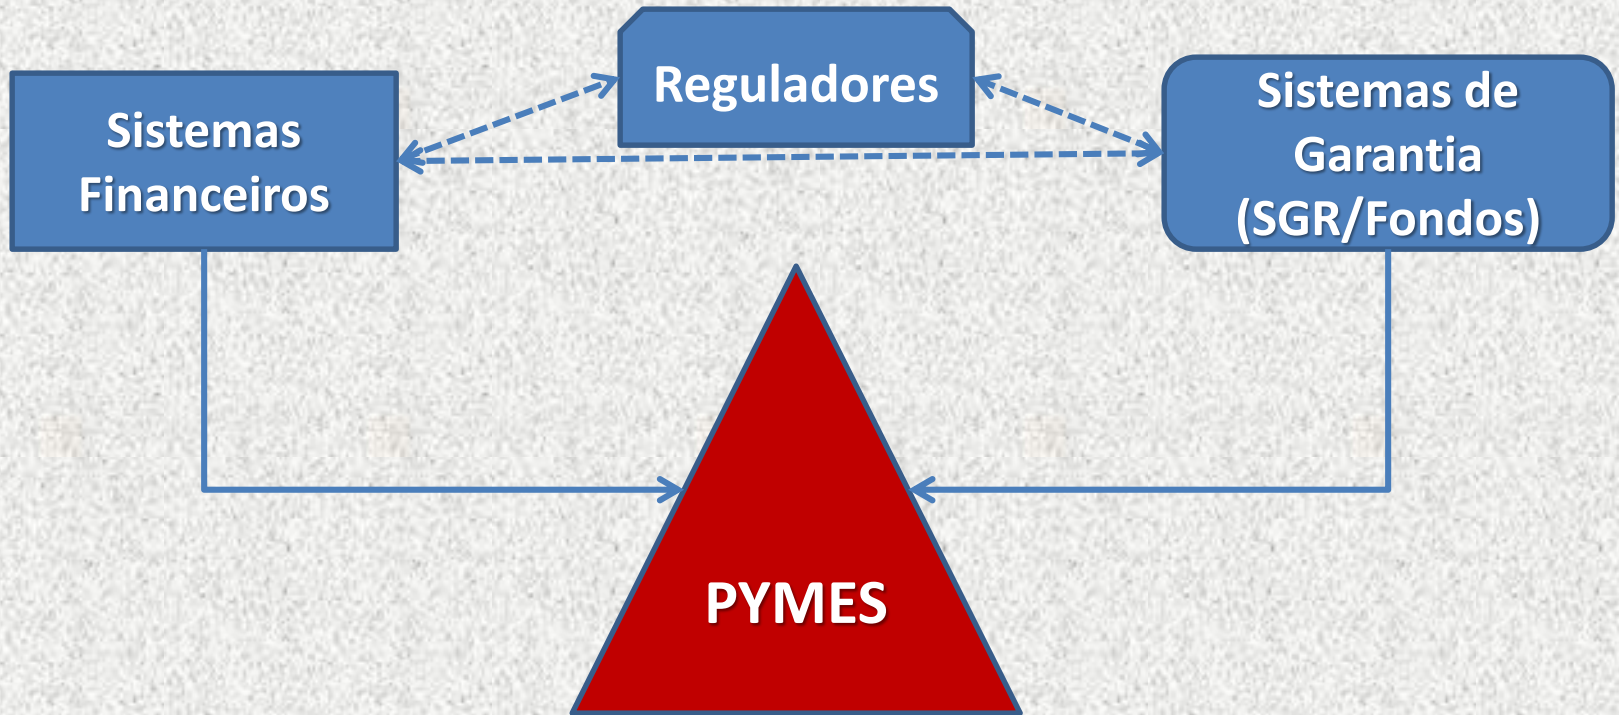 Reguladores
Sistemas
Financeiros
Sistemas de
Garantia
(SGR/Fondos)
PYMES